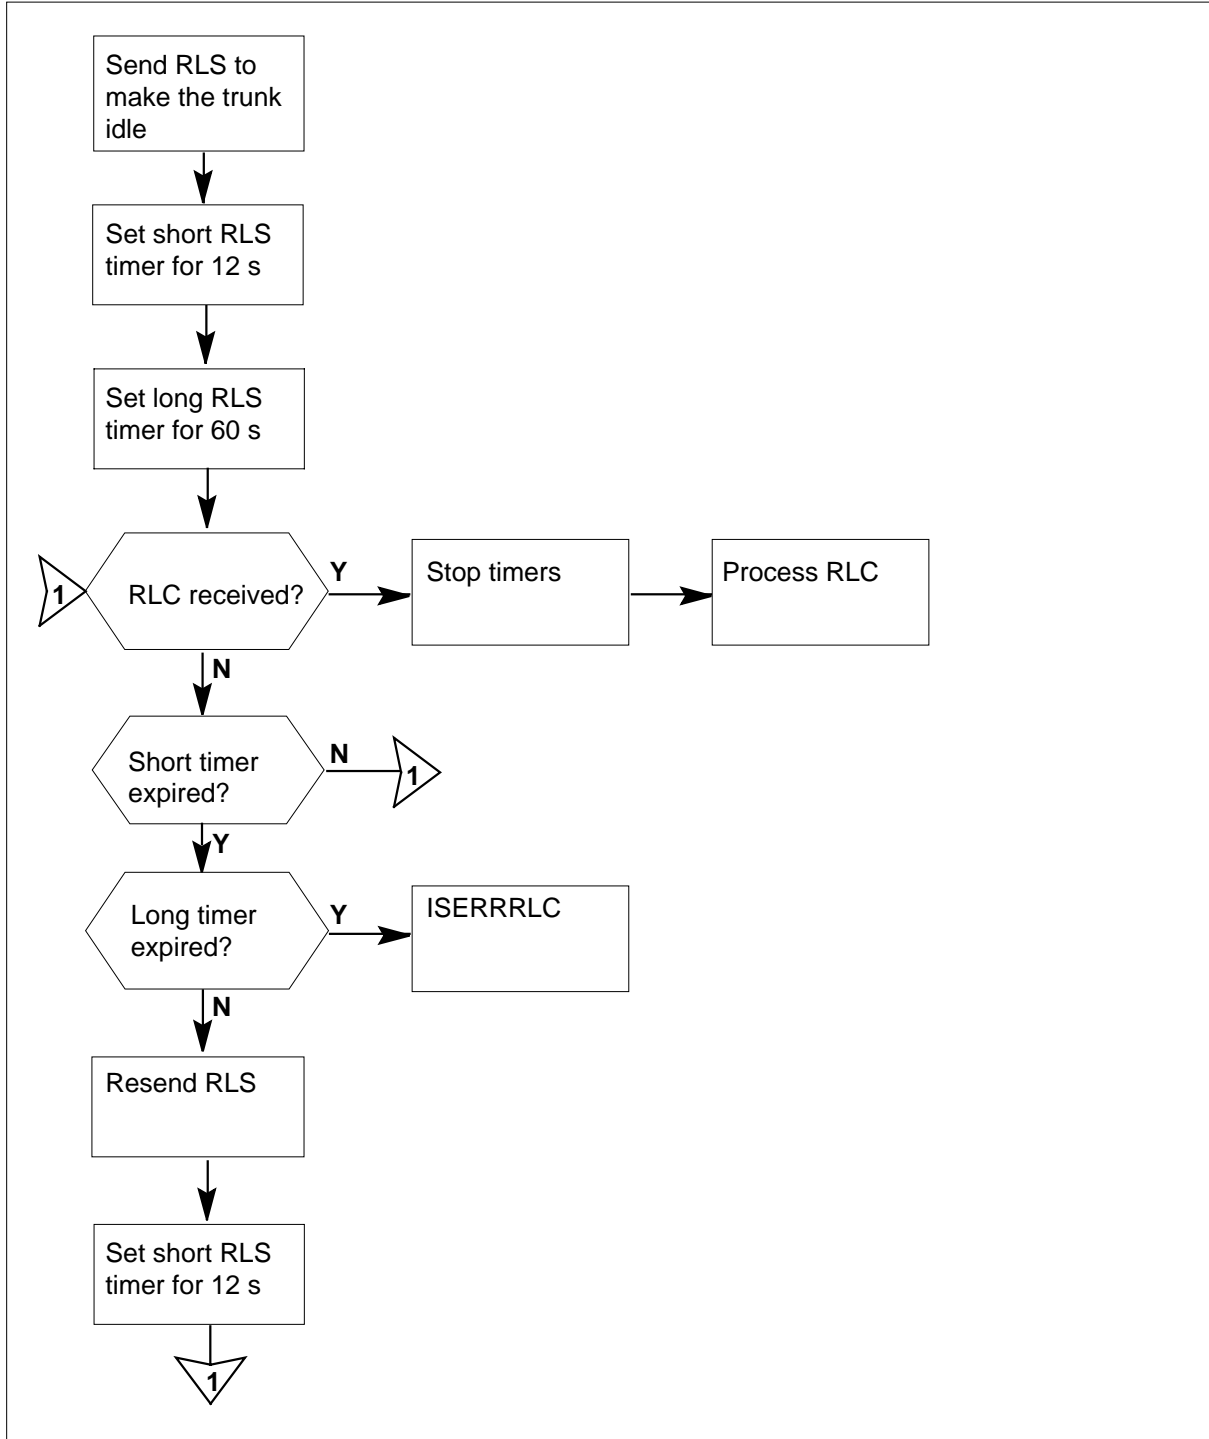 Send RLS to
make the trunk
idle
Set short RLS
timer for 12 s
Set long RLS
timer for 60 s
1
RLC received?
Y
Stop timers
Process RLC
N
Short timer
expired?
N
1
Y
Long timer
expired?
Y
ISERRRLC
N
Resend RLS
Set short RLS
timer for 12 s
1